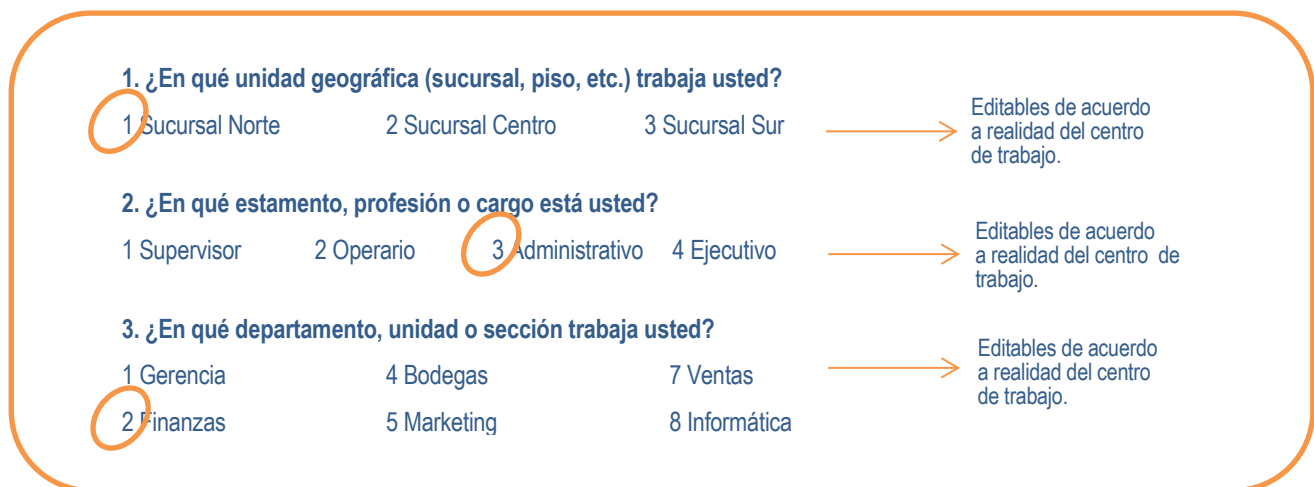 1. ¿En qué unidad geográfica (sucursal, piso, etc.) trabaja usted?
1 Sucursal Norte 2 Sucursal Centro 3 Sucursal Sur
Editables de acuerdo
a realidad del centro
de trabajo.
2. ¿En qué estamento, profesión o cargo está usted?
1 Supervisor 2 Operario 3 Administrativo 4 Ejecutivo
Editables de acuerdo
a realidad del centro de
trabajo.
3. ¿En qué departamento, unidad o sección trabaja usted?
1 Gerencia 4 Bodegas 7 Ventas
Editables de acuerdo
a realidad del centro
de trabajo.
2 Finanzas 5 Marketing 8 Informática